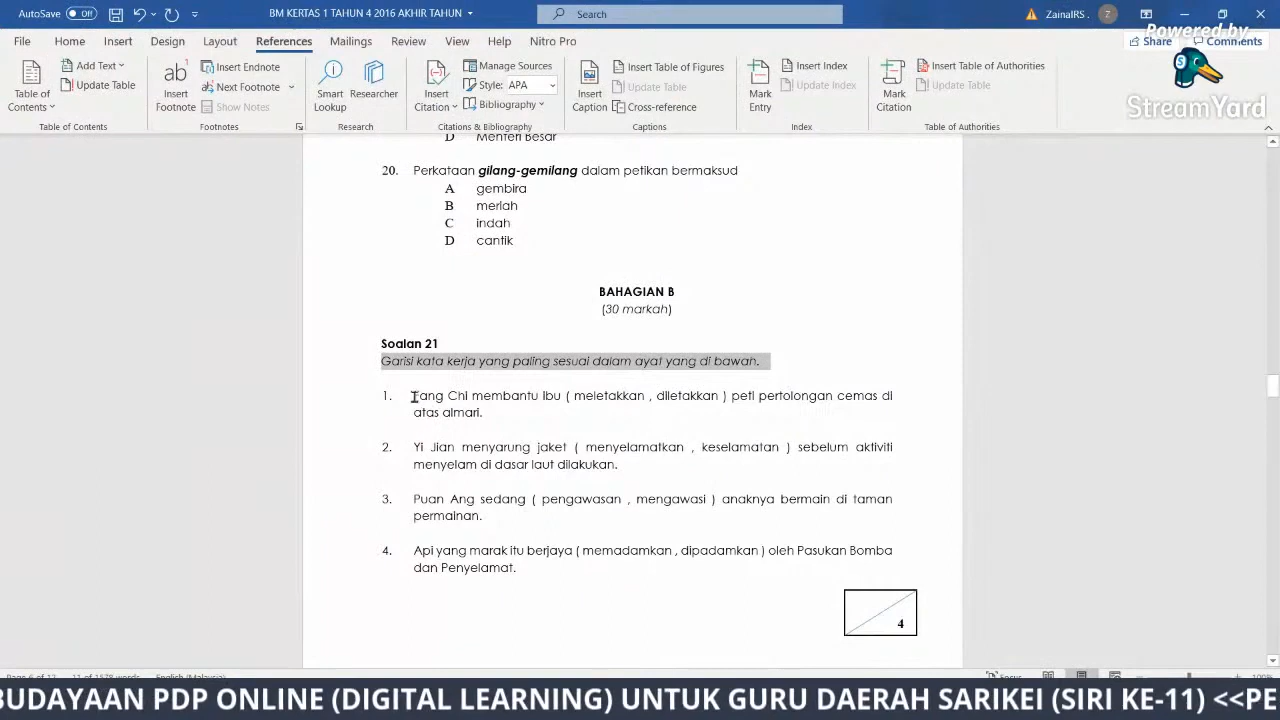 AutoSave Off
BM KERTAS 1 TAHUN 4 2016 AKHIR TAHUN
Search
ZainalRS .
Z
File Home Insert Design Layout References Mailings Review View Help Nitro Pro
Powered by
Share Comments
StreamYard
Table of Contents
Add Text
Update Table
Table of Contents
Insert Footnote
Insert Endnote
Next Footnote
Show Notes
Footnotes
Smart Lookup
Researcher
Research
Insert Citation
Manage Sources
Style: APA
Bibliography
Citations & Bibliography
Insert Caption
Insert Table of Figures
Update Table
Cross-reference
Captions
Mark Entry
Insert Index
Update Index
Index
Mark Citation
Insert Table of Authorities
Update Table
Table of Authorities
D Menteri Besar
20. Perkataan gilang-gemilang dalam petikan bermaksud
A gembira
B meriah
C indah
D cantik
BAHAGIAN B
(30 markah)
Soalan 21
Garisi kata kerja yang paling sesuai dalam ayat yang di bawah.
1. Tang Chi membantu ibu ( meletakkan , diletakkan ) peti pertolongan cemas di
atas almari.
2. Yi Jian menyarung jaket ( menyelamatkan , keselamatan ) sebelum aktiviti
menyelam di dasar laut dilakukan.
3. Puan Ang sedang ( pengawasan , mengawasi ) anaknya bermain di taman
permainan.
4. Api yang marak itu berjaya ( memadamkan , dipadamkan ) oleh Pasukan Bomba
dan Penyelamat.
4
BUDAYAAN PDP ONLINE (DIGITAL LEARNING) UNTUK GURU DAERAH SARIKEI (SIRI KE-11) <<PE